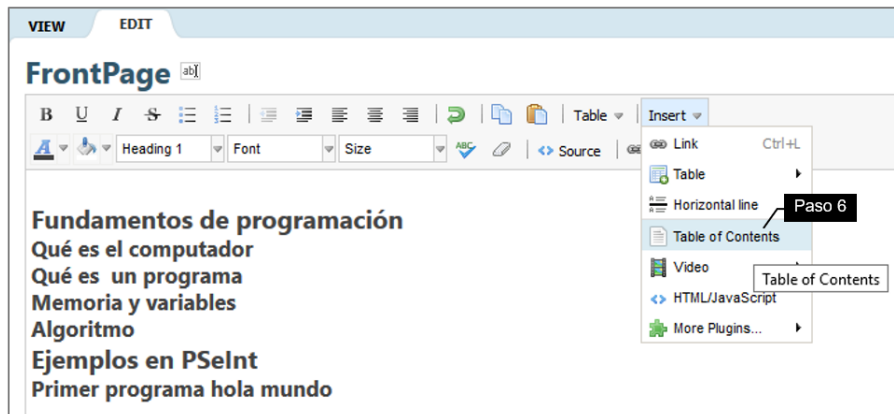 VIEW EDIT
FrontPage ab
B U I S Table Insert
A Heading 1 Font Size ABC Source
Link Ctrl+L
Table
Horizontal line
Paso 6
Table of Contents
Video
Table of Contents
HTML/JavaScript
More Plugins...
Fundamentos de programación
Qué es el computador
Qué es un programa
Memoria y variables
Algoritmo
Ejemplos en PSeInt
Primer programa hola mundo